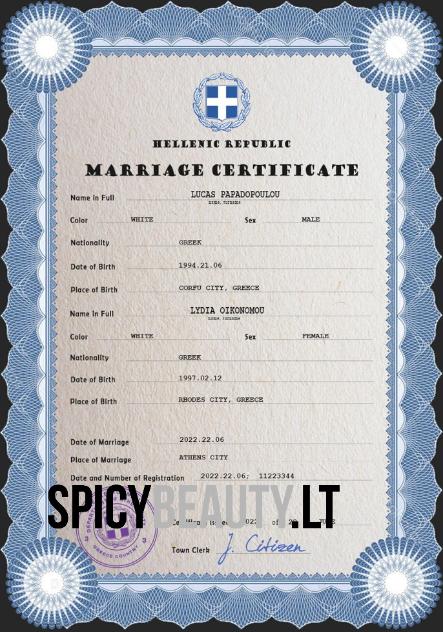 HELLENIC REPUBLIC
MARRIAGE CERTIFICATE
Name in Full LUCAS PAPADOPOULOU
Color WHITE Sex MALE
Nationality GREEK
Date of Birth 1994.21.06
Place of Birth CORFU CITY, GREECE
Name in Full LYDIA OIKONOMOU
Color WHITE Sex FEMALE
Nationality GREEK
Date of Birth 1997.02.12
Place of Birth RHODES CITY, GREECE
Date of Marriage 2022.22.06
Place of Marriage ATHENS CITY
Date and Number of Registration 2022.22.06; 11223344
SPICYBEAUTY.LT
Town Clerk J. Citizen